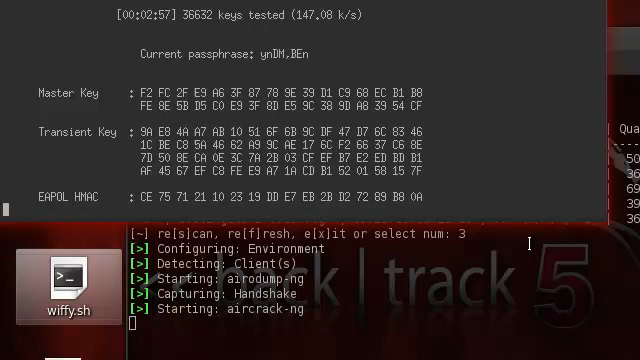 [00:02:57] 36632 keys tested (147.08 k/s)
Current passphrase: ynDM,BEn
Master Key : F2 FC 2F E9 A6 3F 87 78 9E 39 D1 C9 68 EC B1 B8
FE 8E 5B D5 C0 E9 3F 8D E5 9C 38 9D A8 39 54 CF
Transient Key : 9A E8 4A A7 AB 10 51 6F 6B 9C DF 47 D7 6C 83 46
1C BE C8 5A 46 62 A9 9C AE 17 6C F2 66 37 C6 8E
7D 50 8E CA 0E 3C 7A 2B 03 CF EF B7 E2 ED BD B1
AF 45 67 EF C8 FE E9 A7 1A CD B1 52 01 58 15 7F
EAPOL HMAC : CE 75 71 21 10 23 19 DD E7 EB 2B D2 72 89 B8 0A
| Qua
50
36
69
39
36
[~] re[s]can, re[f]resh, e[x]it or select num: 3
[>] Configuring: Environment
[>] Detecting: Client(s)
[>] Starting: airodump-ng
[>] Capturing: Handshake
[>] Starting: aircrack-ng
hack | track 5
wiffy.sh